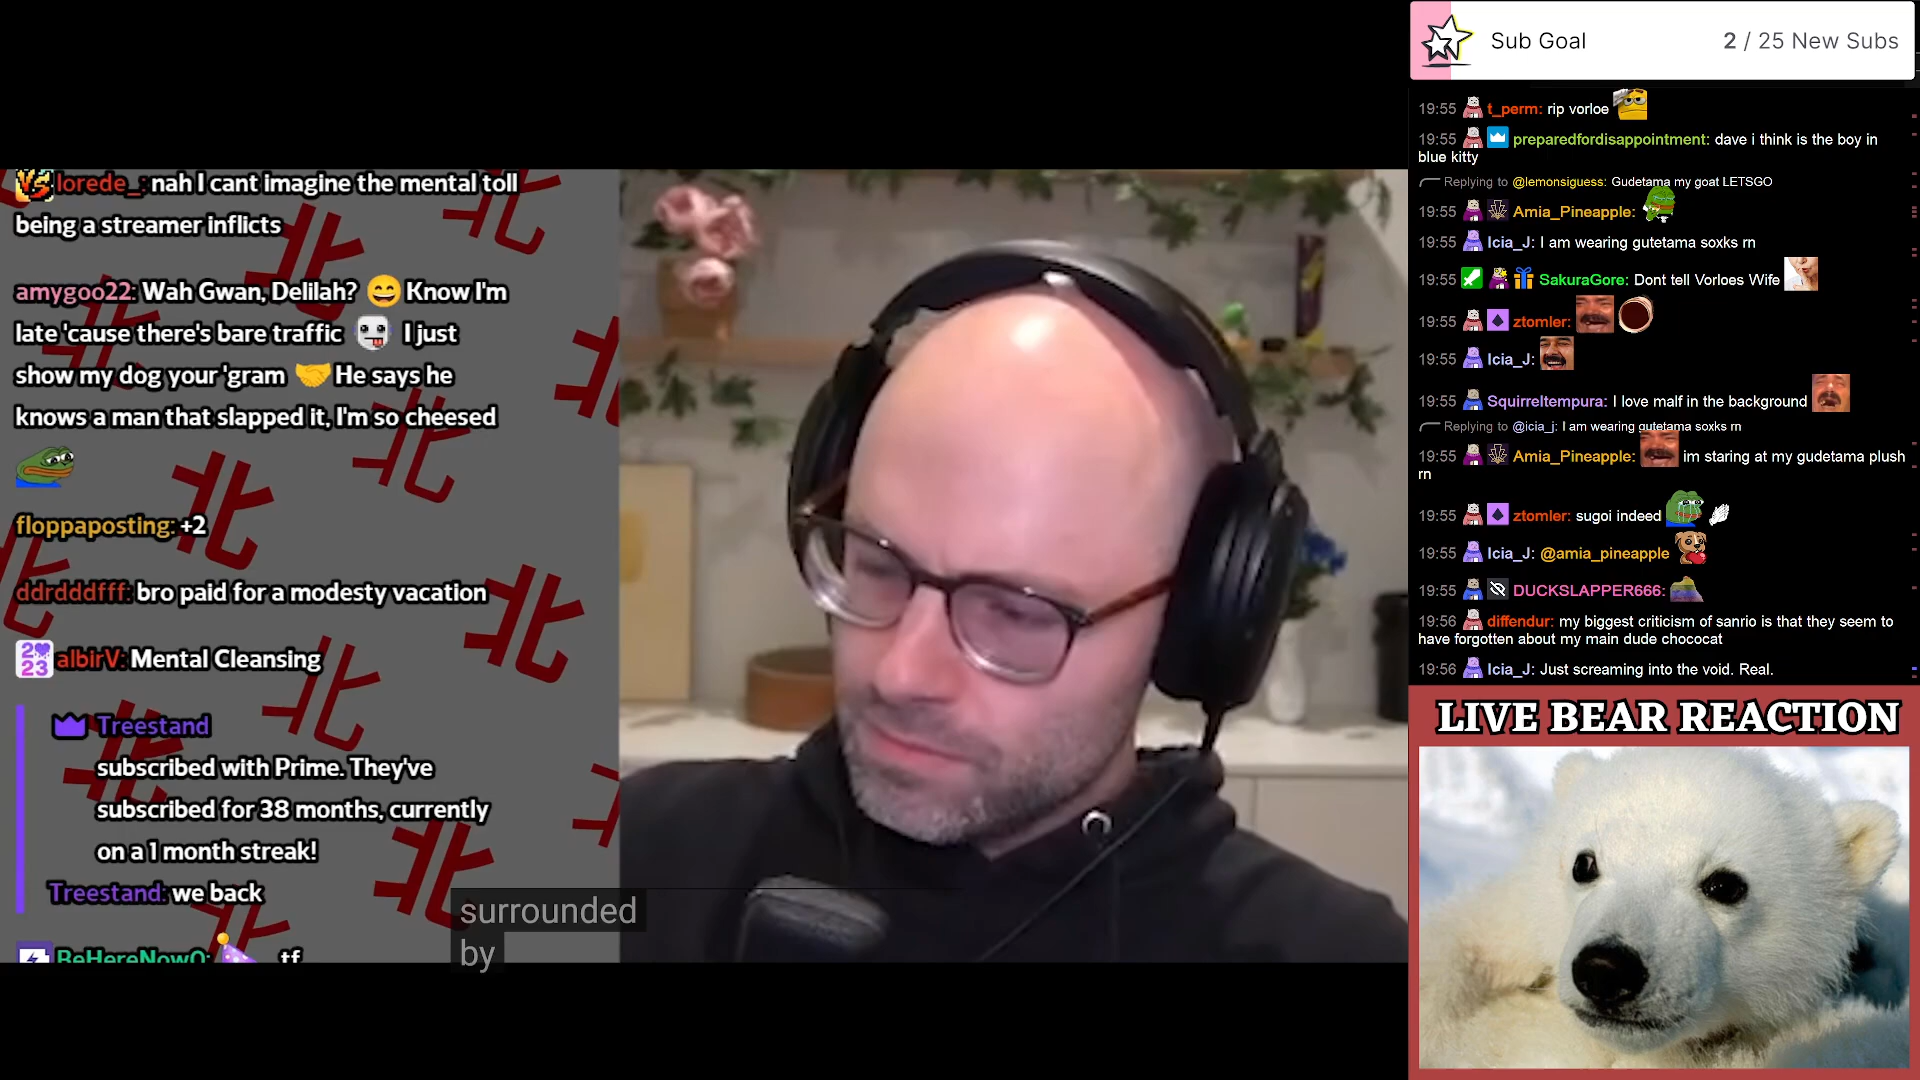 lorede_: nah I cant imagine the mental toll
being a streamer inflicts
amygoo22: Wah Gwan, Delilah? 😄 Know I'm
late 'cause there's bare traffic I just
show my dog your 'gram 🤝 He says he
knows a man that slapped it, I'm so cheesed
floppaposting: +2
ddrdddfff: bro paid for a modesty vacation
2023 albirV: Mental Cleansing
Treestand
subscribed with Prime. They've
subscribed for 38 months, currently
on a 1 month streak!
Treestand: we back
BeHereNow0: tf
北
surrounded
by
Sub Goal 2 / 25 New Subs
19:55 t_perm: rip vorloe
19:55 preparedfordisappointment: dave i think is the boy in
blue kitty
Replying to @lemonsiguess: Gudetama my goat LETSGO
19:55 Amia_Pineapple:
19:55 Icia_J: I am wearing gutetama soxks rn
19:55 SakuraGore: Dont tell Vorloes Wife
19:55 ztomler:
19:55 Icia_J:
19:55 Squirreltempura: I love malf in the background
Replying to @icia_j: I am wearing gutetama soxks rn
19:55 Amia_Pineapple: im staring at my gudetama plush
rn
19:55 ztomler: sugoi indeed
19:55 Icia_J: @amia_pineapple
19:55 DUCKSLAPPER666:
19:56 diffendur: my biggest criticism of sanrio is that they seem to
have forgotten about my main dude chococat
19:56 Icia_J: Just screaming into the void. Real.
LIVE BEAR REACTION